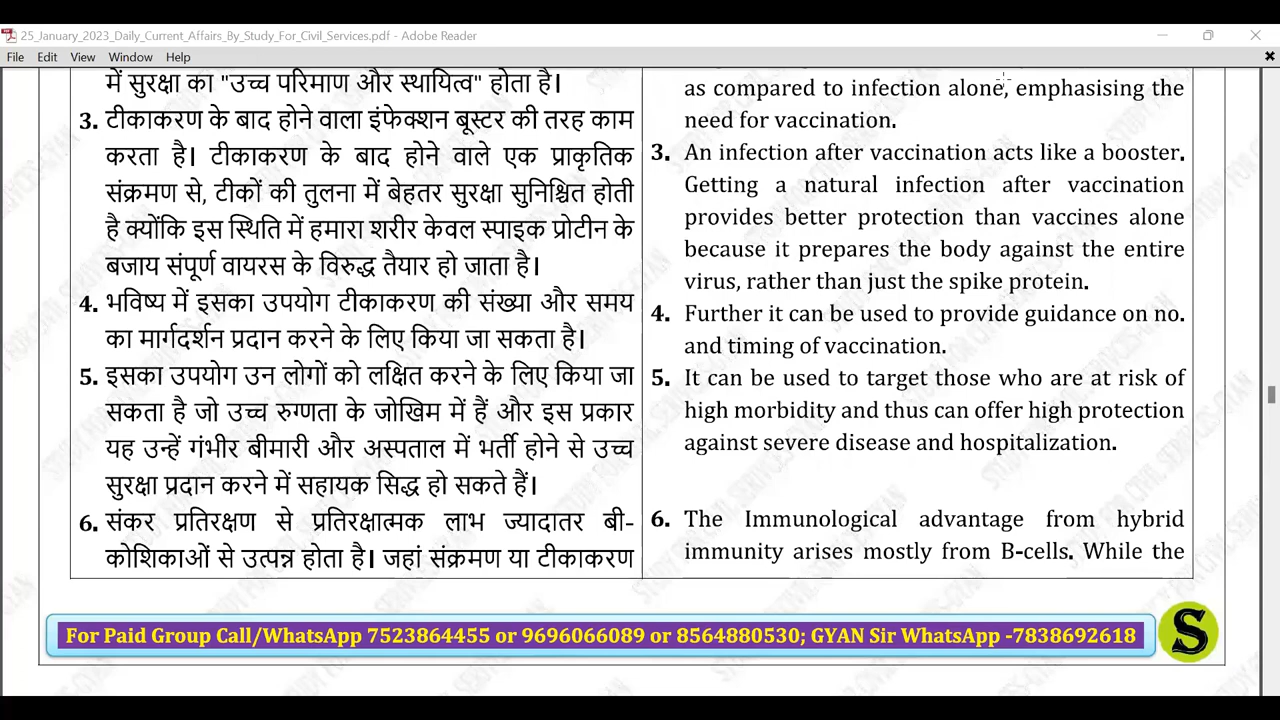 25_January_2023_Daily_Current_Affairs_By_Study_For_Civil_Services.pdf - Adobe Reader
File Edit View Window Help
में सुरक्षा का "उच्च परिमाण और स्थायित्व" होता है।
3. टीकाकरण के बाद होने वाला इंफेक्शन बूस्टर की तरह काम
करता है। टीकाकरण के बाद होने वाले एक प्राकृतिक
संक्रमण से, टीकों की तुलना में बेहतर सुरक्षा सुनिश्चित होती
है क्योंकि इस स्थिति में हमारा शरीर केवल स्पाइक प्रोटीन के
बजाय संपूर्ण वायरस के विरुद्ध तैयार हो जाता है।
4. भविष्य में इसका उपयोग टीकाकरण की संख्या और समय
का मार्गदर्शन प्रदान करने के लिए किया जा सकता है।
5. इसका उपयोग उन लोगों को लक्षित करने के लिए किया जा
सकता है जो उच्च रुग्णता के जोखिम में हैं और इस प्रकार
यह उन्हें गंभीर बीमारी और अस्पताल में भर्ती होने से उच्च
सुरक्षा प्रदान करने में सहायक सिद्ध हो सकते हैं।
6. संकर प्रतिरक्षण से प्रतिरक्षात्मक लाभ ज्यादातर बी-
कोशिकाओं से उत्पन्न होता है। जहां संक्रमण या टीकाकरण
as compared to infection alone, emphasising the
need for vaccination.
3. An infection after vaccination acts like a booster.
Getting a natural infection after vaccination
provides better protection than vaccines alone
because it prepares the body against the entire
virus, rather than just the spike protein.
4. Further it can be used to provide guidance on no.
and timing of vaccination.
5. It can be used to target those who are at risk of
high morbidity and thus can offer high protection
against severe disease and hospitalization.
6. The Immunological advantage from hybrid
immunity arises mostly from B-cells. While the
For Paid Group Call/WhatsApp 7523864455 or 9696066089 or 8564880530; GYAN Sir WhatsApp -7838692618
S